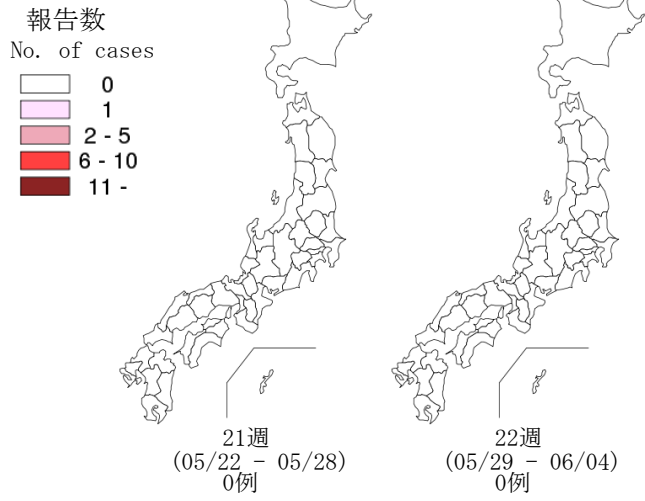 報告数
No. of cases
0
1
2 - 5
6 - 10
11 -
21週
(05/22 - 05/28)
0例
22週
(05/29 - 06/04)
0例